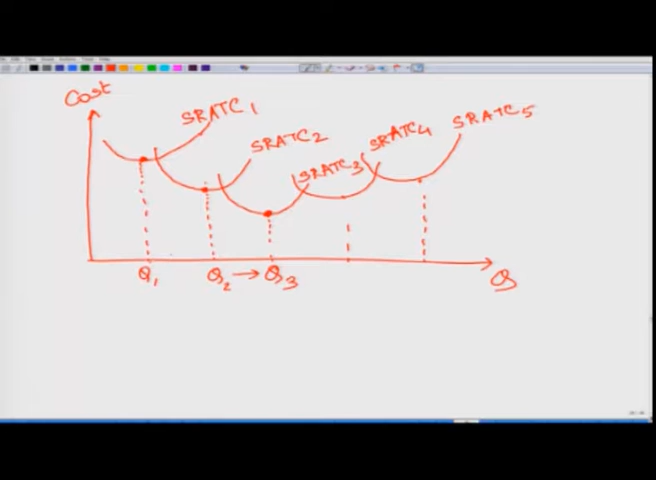 Cost
SRATC1
SRATC2
SRATC3
SRATC4
SRATC5
Q1
Q2 → Q3
Q